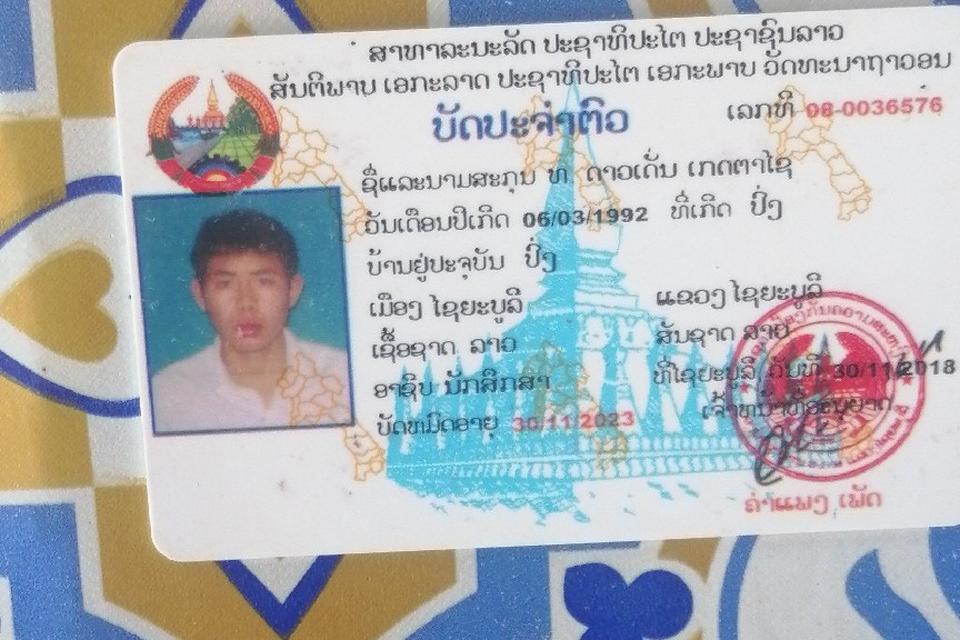 ສາທາລະນະລັດ ປະຊາທິປະໄຕ ປະຊາຊົນລາວ
ສັນຕິພາບ ເອກະລາດ ປະຊາທິປະໄຕ ເອກະພາບ ວັດທະນາຖາວອນ
ບັດປະຈຳຕົວ
ເລກທີ 08-0036576
ຊື່ແລະນາມສະກຸນ ທ ດາວເດັ່ນ ເກດຕາໄຊ
ວັນເດືອນປີເກີດ 06/03/1992 ທີ່ເກີດ ປົ່ງ
ບ້ານຢູ່ປະຈຸບັນ ປົ່ງ
ເມືອງ ໄຊຍະບູລີ ແຂວງ ໄຊຍະບູລີ
ເຊື້ອຊາດ ລາວ ສັນຊາດ ລາວ
ອາຊິບ ນັກສຶກສາ ທີ່ໄຊຍະບູລີ ວັນທີ 30/11/2018
ບັດຫມົດອາຍຸ 30/11/2023 ເຈົ້າຫນ້າທີ່ອະນຸຍາດ
ຄຳແພງ ເພັດ